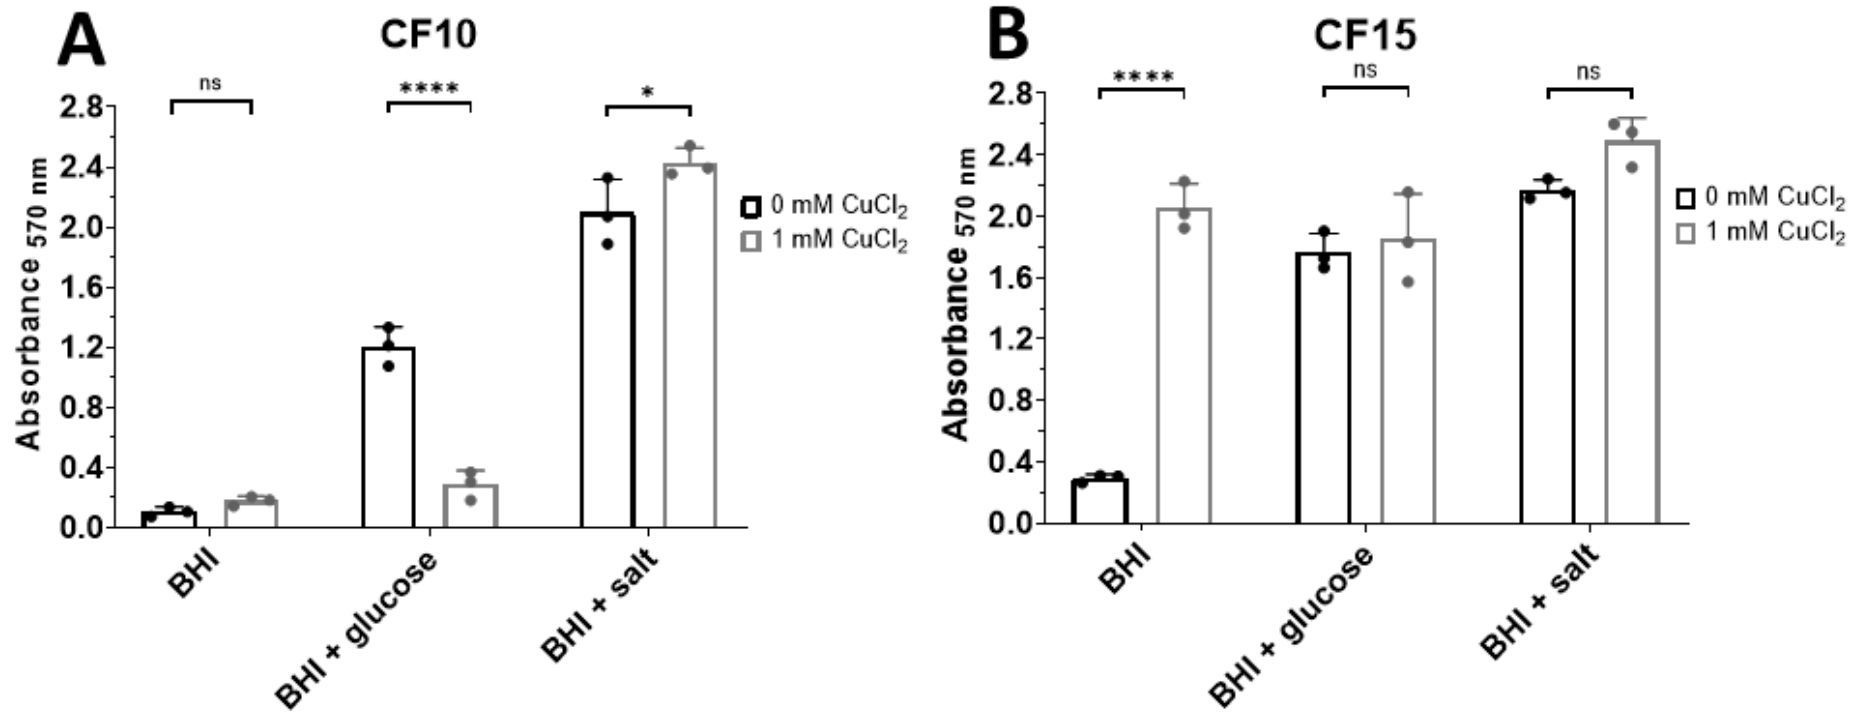 A
CF10
ns
****
*
2.8
2.4
2.0
1.6
1.2
0.8
0.4
0.0
Absorbance 570 nm
BHI
BHI + glucose
BHI + salt
0 mM CuCl₂
1 mM CuCl₂
B
CF15
****
ns
ns
2.8
2.4
2.0
1.6
1.2
0.8
0.4
0.0
Absorbance 570 nm
BHI
BHI + glucose
BHI + salt
0 mM CuCl₂
1 mM CuCl₂